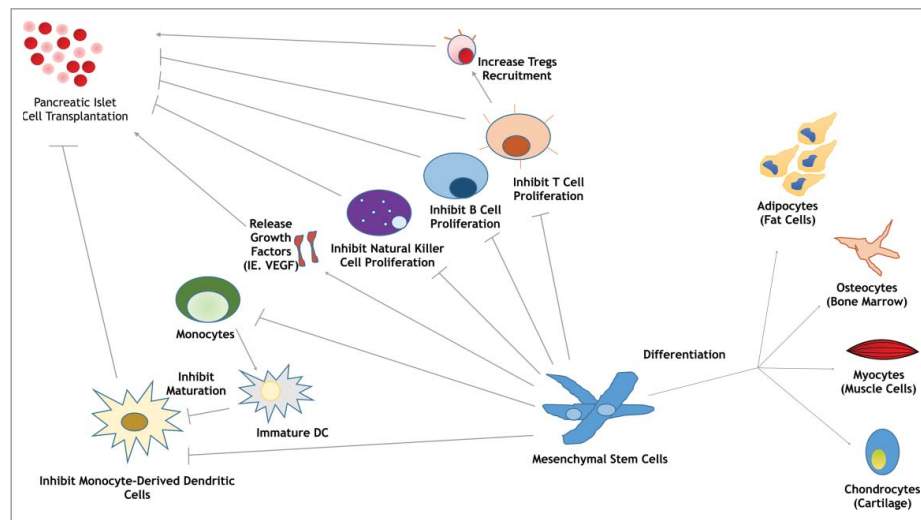 Increase Tregs
Recruitment
Pancreatic Islet
Cell Transplantation
Inhibit T Cell
Proliferation
Inhibit B Cell
Proliferation
Adipocytes
(Fat Cells)
Release
Growth
Factors
(IE. VEGF)
Inhibit Natural Killer
Cell Proliferation
Osteocytes
(Bone Marrow)
Monocytes
Differentiation
Inhibit
Maturation
Myocytes
(Muscle Cells)
Immature DC
Mesenchymal Stem Cells
Inhibit Monocyte-Derived Dendritic
Cells
Chondrocytes
(Cartilage)